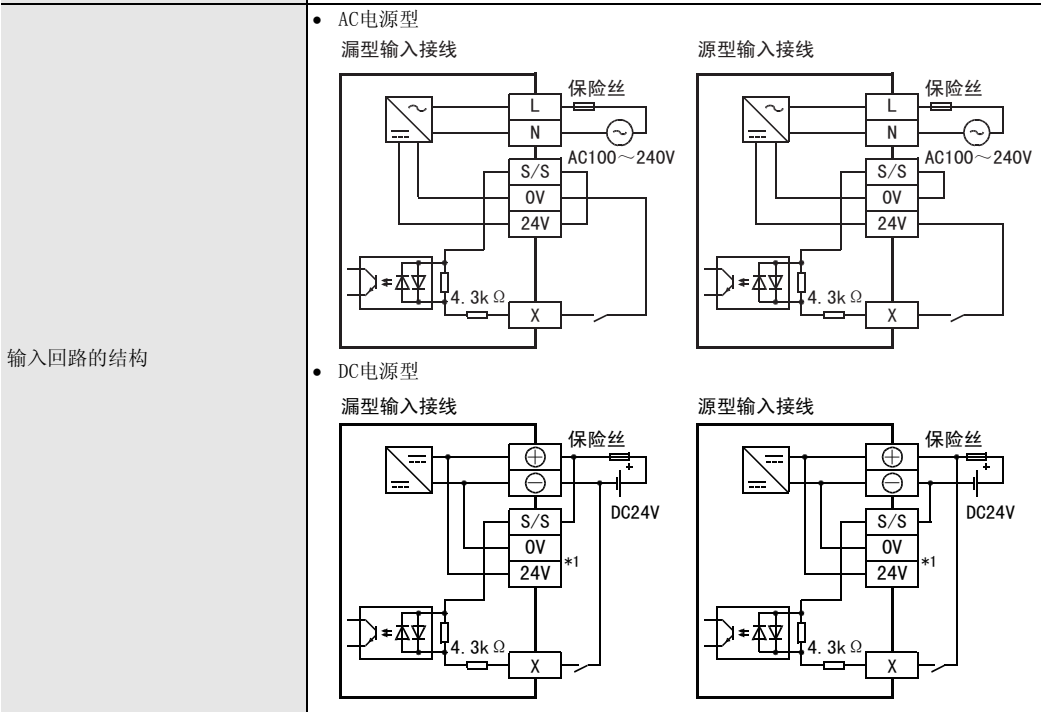 输入回路的结构
• AC电源型
漏型输入接线
保险丝
L
N
AC100～240V
S/S
0V
24V
4.3kΩ
X
源型输入接线
保险丝
L
N
AC100～240V
S/S
0V
24V
4.3kΩ
X
• DC电源型
漏型输入接线
保险丝
⊕
⊖
+
DC24V
S/S
0V
*1
24V
4.3kΩ
X
源型输入接线
保险丝
⊕
⊖
+
DC24V
S/S
0V
*1
24V
4.3kΩ
X